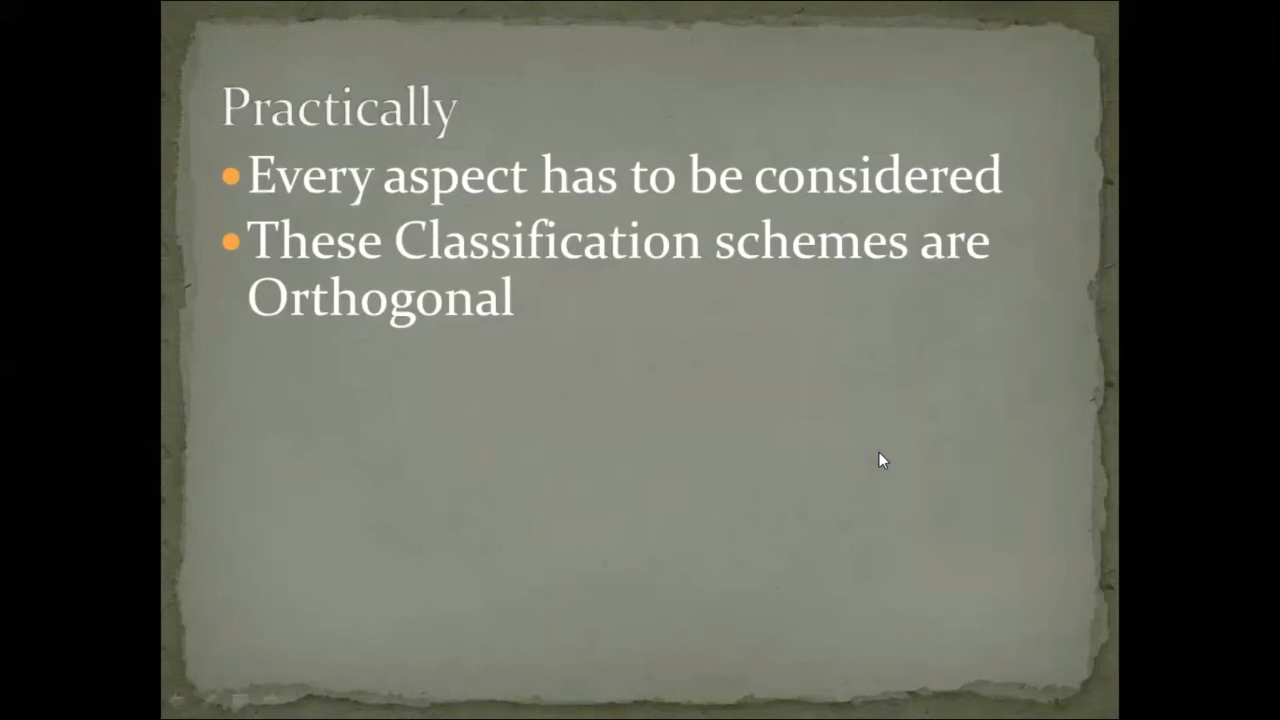 Practically
•Every aspect has to be considered
•These Classification schemes are
Orthogonal